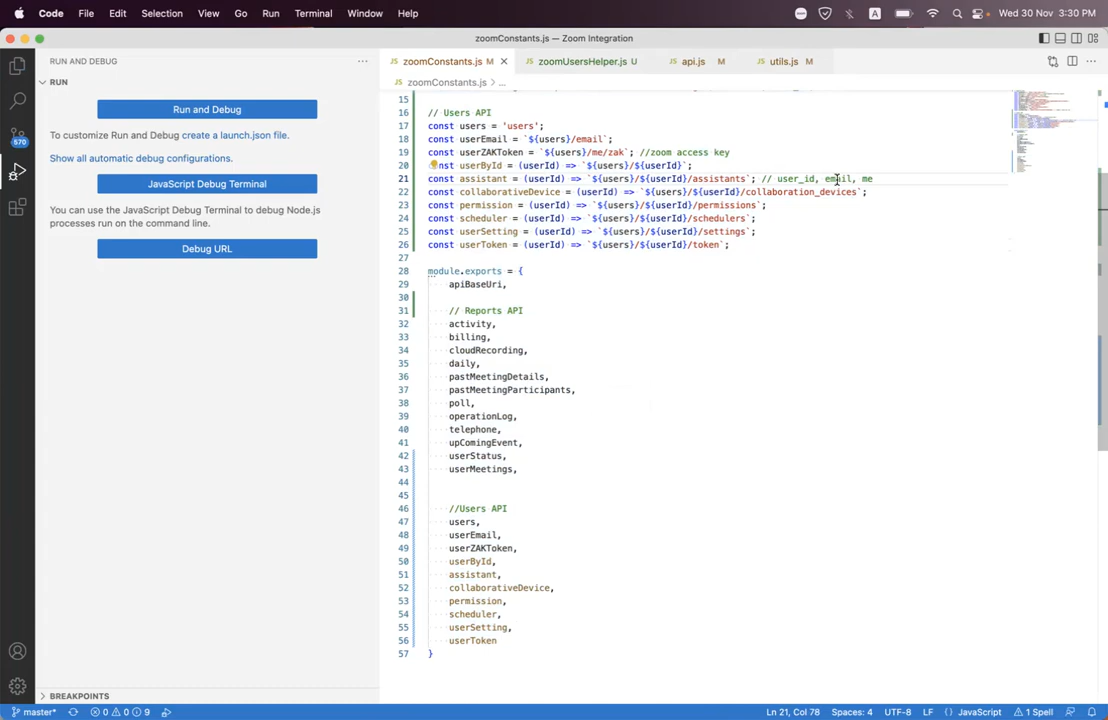 Code File Edit Selection View Go Run Terminal Window Help A Wed 30 Nov 3:30 PM
zoomConstants.js — Zoom Integration
RUN AND DEBUG ···
JS zoomConstants.js M × JS zoomUsersHelper.js U JS api.js M JS utils.js M ···
RUN
JS zoomConstants.js > ...
Run and Debug
To customize Run and Debug create a launch.json file.
Show all automatic debug configurations.
JavaScript Debug Terminal
You can use the JavaScript Debug Terminal to debug Node.js
processes run on the command line.
Debug URL
570
15
16 // Users API
17 const users = 'users';
18 const userEmail = `${users}/email`;
19 const userZAKToken = `${users}/me/zak`; //zoom access key
20 nst userById = (userId) => `${users}/${userId}`;
21 const assistant = (userId) => `${users}/${userId}/assistants`; // user_id, email, me
22 const collaborativeDevice = (userId) => `${users}/${userId}/collaboration_devices`;
23 const permission = (userId) => `${users}/${userId}/permissions`;
24 const scheduler = (userId) => `${users}/${userId}/schedulers`;
25 const userSetting = (userId) => `${users}/${userId}/settings`;
26 const userToken = (userId) => `${users}/${userId}/token`;
27
28 module.exports = {
29 apiBaseUri,
30
31 // Reports API
32 activity,
33 billing,
34 cloudRecording,
35 daily,
36 pastMeetingDetails,
37 pastMeetingParticipants,
38 poll,
39 operationLog,
40 telephone,
41 upComingEvent,
42 userStatus,
43 userMeetings,
44
45
46 //Users API
47 users,
48 userEmail,
49 userZAKToken,
50 userById,
51 assistant,
52 collaborativeDevice,
53 permission,
54 scheduler,
55 userSetting,
56 userToken
57 }
BREAKPOINTS
master* 0 0 9 Ln 21, Col 78 Spaces: 4 UTF-8 LF JavaScript 1 Spell